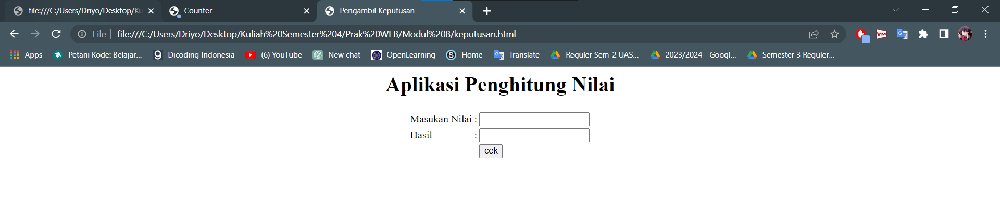 file:///C:/Users/Driyo/Desktop/Ku
Counter
Pengambil Keputusan
File | file:///C:/Users/Driyo/Desktop/Kuliah%20Semester%204/Prak%20WEB/Modul%208/keputusan.html
VM
Apps Petani Kode: Belajar... Dicoding Indonesia (6) YouTube New chat OpenLearning Home Translate Reguler Sem-2 UAS... 2023/2024 - Googl... Semester 3 Reguler...
Aplikasi Penghitung Nilai
Masukan Nilai :
Hasil :
cek